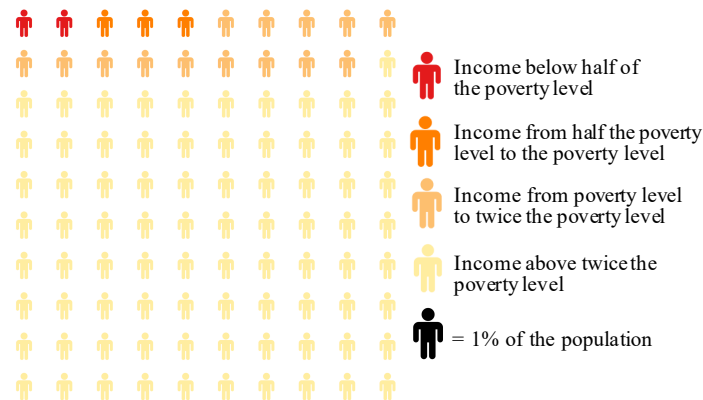 Income below half of
the poverty level
Income from half the poverty
level to the poverty level
Income from poverty level
to twice the poverty level
Income above twice the
poverty level
= 1% of the population